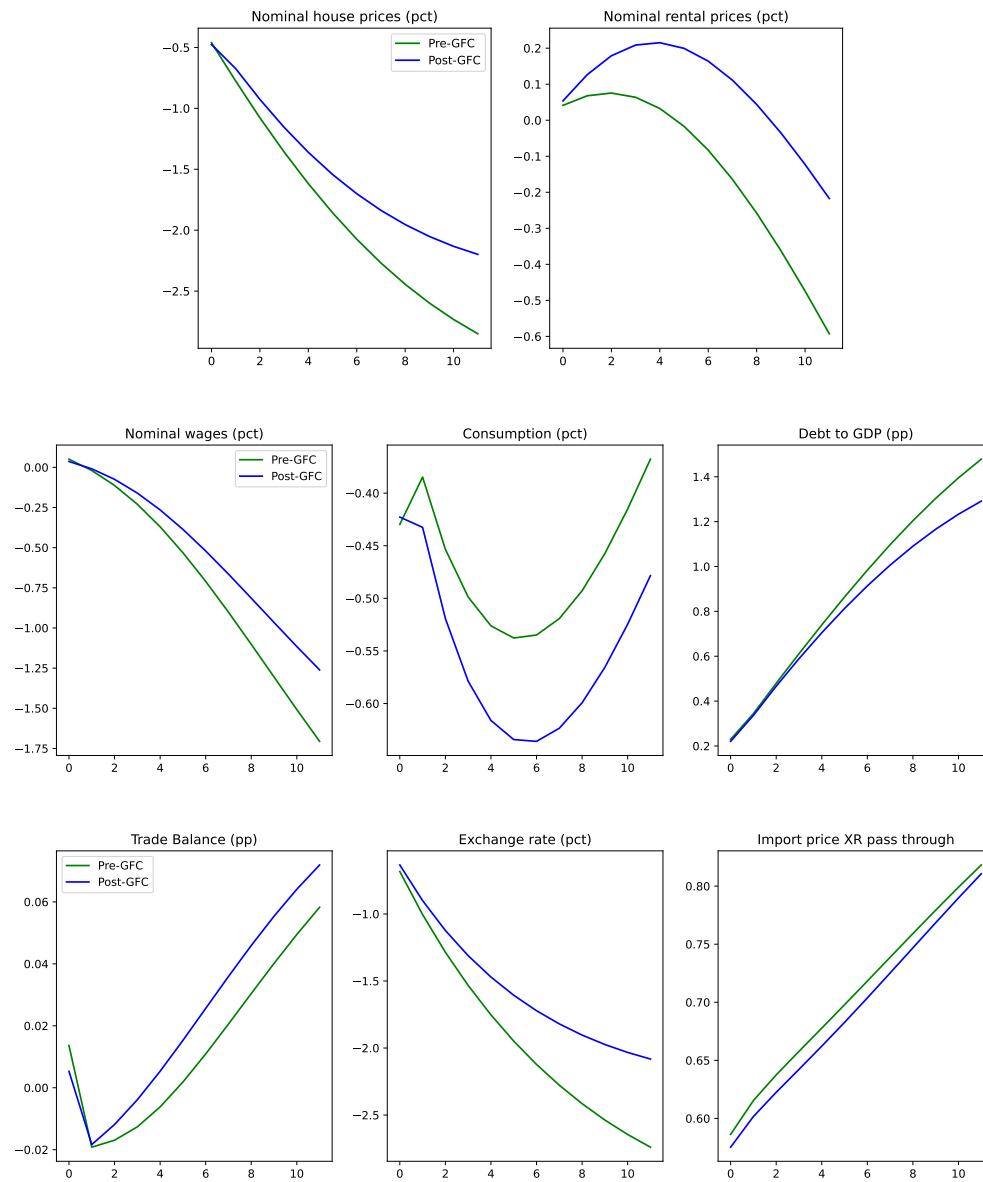 Nominal house prices (pct)
Pre-GFC
Post-GFC
−0.5
−1.0
−1.5
−2.0
−2.5
0 2 4 6 8 10
Nominal rental prices (pct)
0.2
0.1
0.0
−0.1
−0.2
−0.3
−0.4
−0.5
−0.6
0 2 4 6 8 10
Nominal wages (pct)
Pre-GFC
Post-GFC
0.00
−0.25
−0.50
−0.75
−1.00
−1.25
−1.50
−1.75
0 2 4 6 8 10
Consumption (pct)
−0.40
−0.45
−0.50
−0.55
−0.60
0 2 4 6 8 10
Debt to GDP (pp)
1.4
1.2
1.0
0.8
0.6
0.4
0.2
0 2 4 6 8 10
Trade Balance (pp)
Pre-GFC
Post-GFC
0.06
0.04
0.02
0.00
−0.02
0 2 4 6 8 10
Exchange rate (pct)
−1.0
−1.5
−2.0
−2.5
0 2 4 6 8 10
Import price XR pass through
0.80
0.75
0.70
0.65
0.60
0 2 4 6 8 10